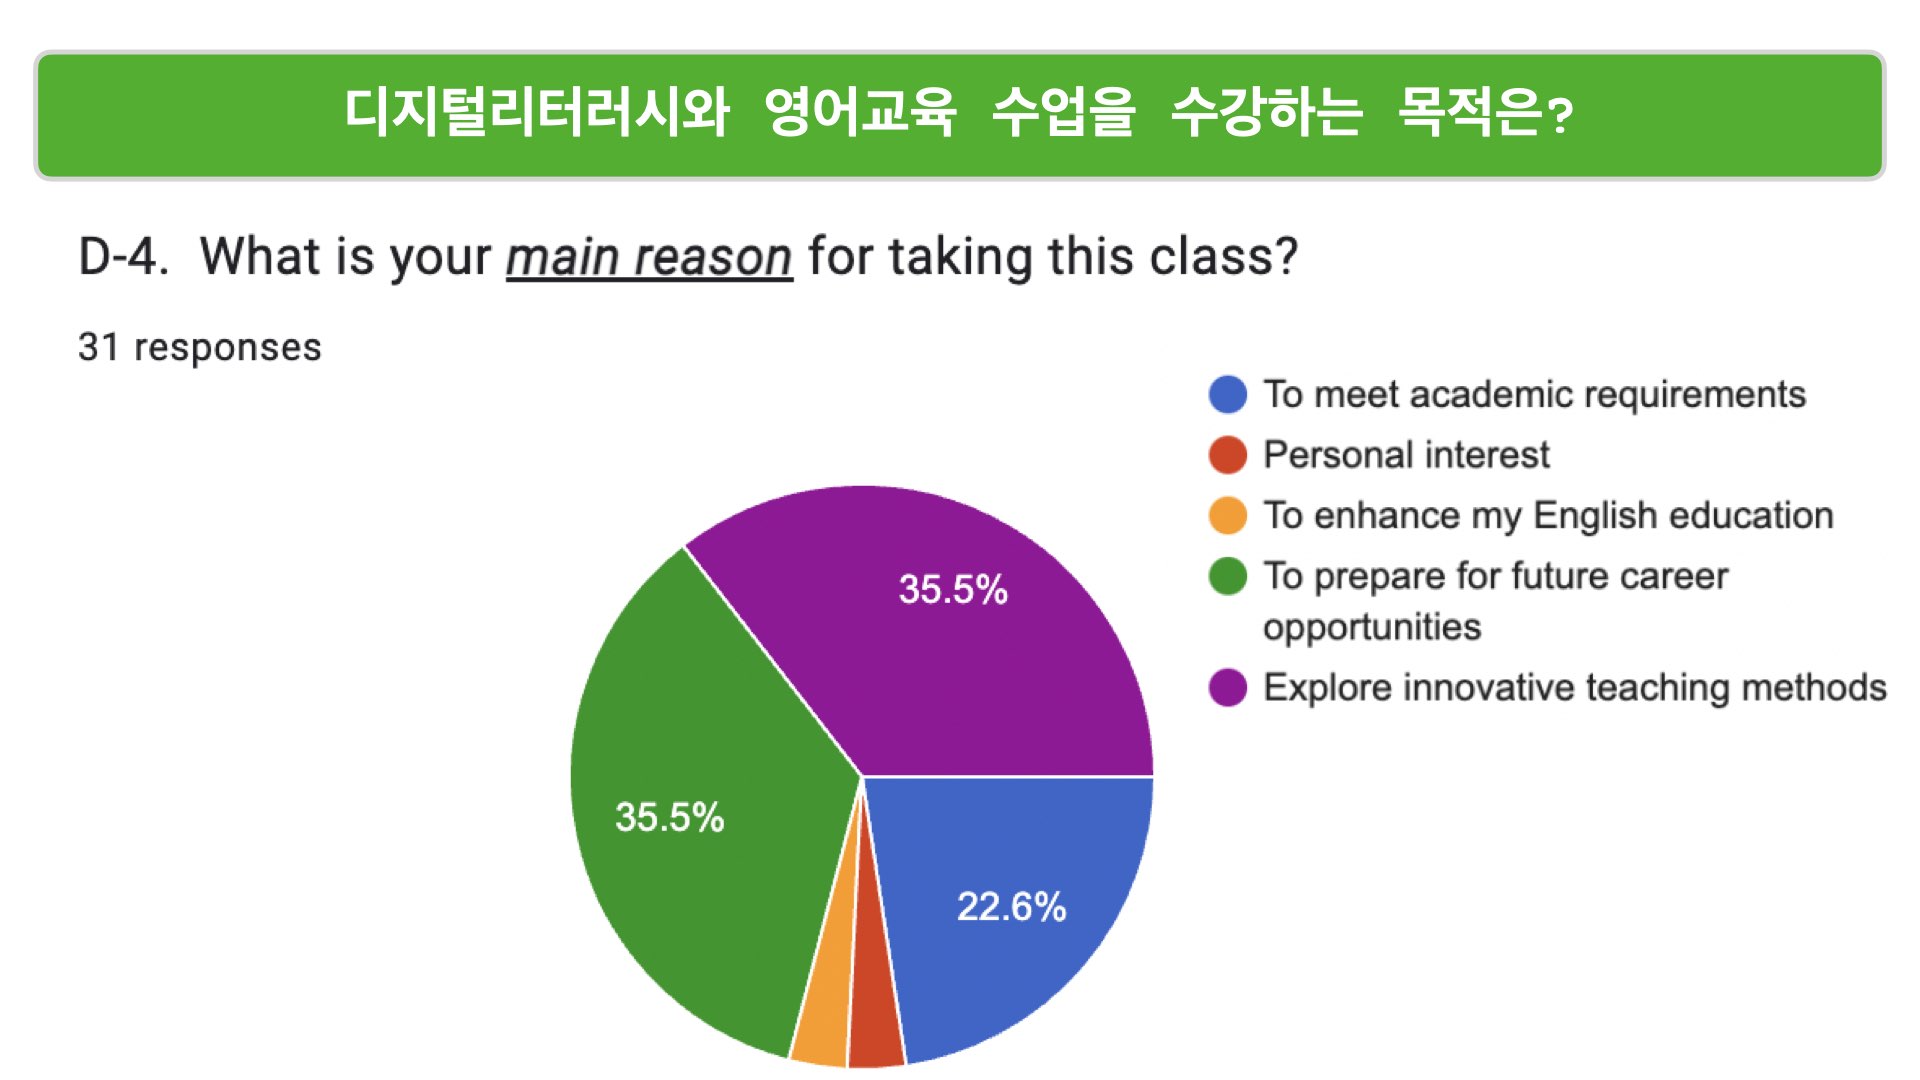 디지털리터러시와 영어교육 수업을 수강하는 목적은?
D-4. What is your main reason for taking this class?
31 responses
To meet academic requirements
Personal interest
To enhance my English education
To prepare for future career
opportunities
Explore innovative teaching methods
35.5%
35.5%
22.6%